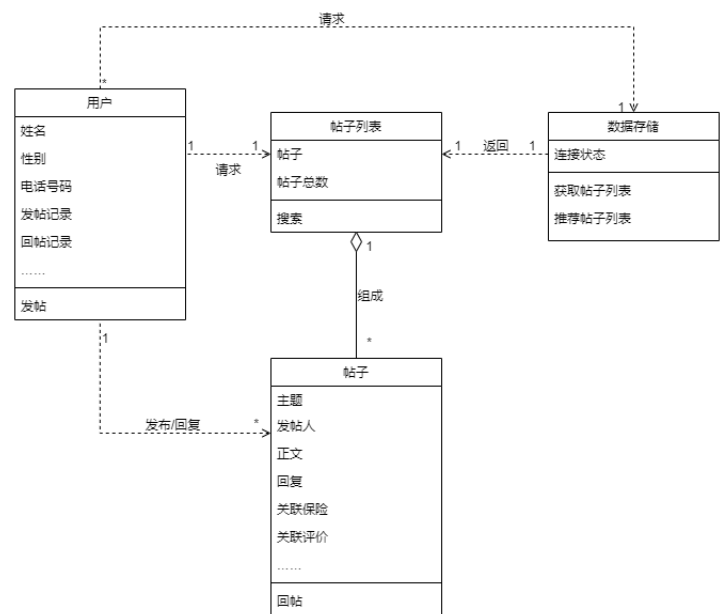 请求
*
1
用户
姓名
性别
电话号码
发帖记录
回帖记录
……
发帖
1
1
请求
帖子列表
帖子
帖子总数
搜索
1
返回
1
数据存储
连接状态
获取帖子列表
推荐帖子列表
1
组成
*
1
发布/回复
*
帖子
主题
发帖人
正文
回复
关联保险
关联评价
……
回帖